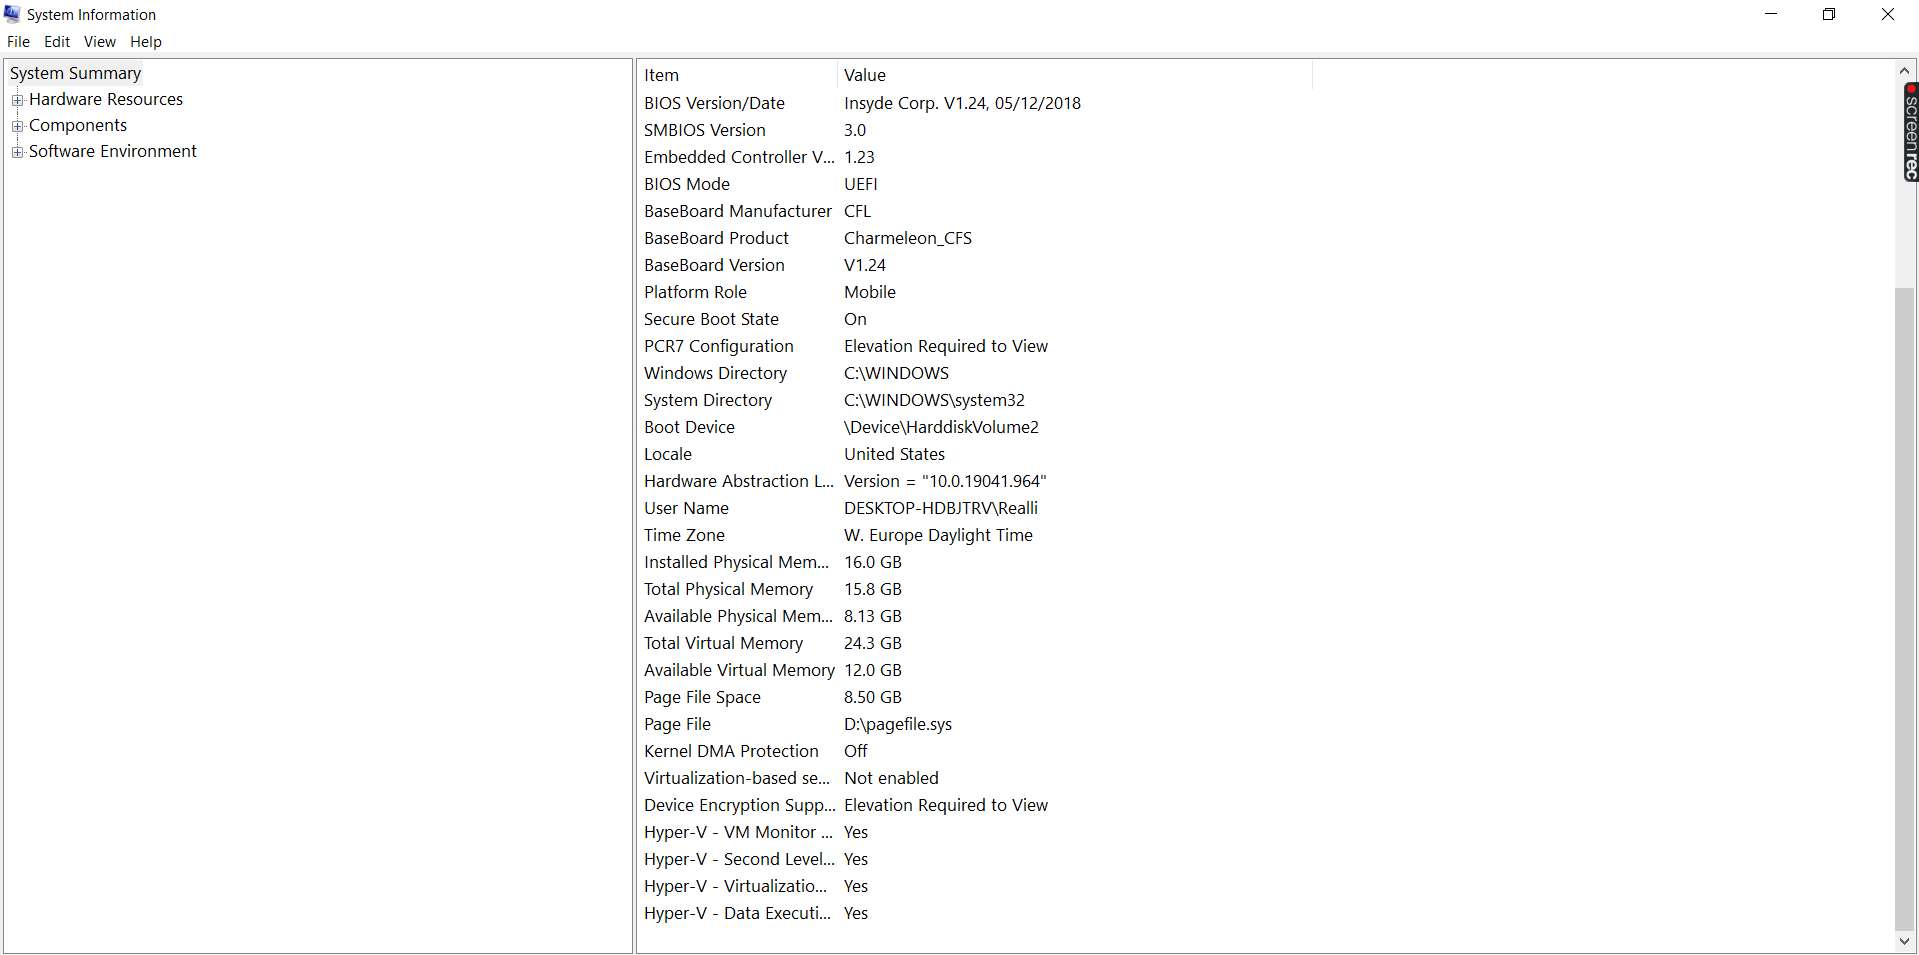 System Information
File Edit View Help
System Summary
Hardware Resources
Components
Software Environment
Item Value
BIOS Version/Date Insyde Corp. V1.24, 05/12/2018
SMBIOS Version 3.0
Embedded Controller V... 1.23
BIOS Mode UEFI
BaseBoard Manufacturer CFL
BaseBoard Product Charmeleon_CFS
BaseBoard Version V1.24
Platform Role Mobile
Secure Boot State On
PCR7 Configuration Elevation Required to View
Windows Directory C:\WINDOWS
System Directory C:\WINDOWS\system32
Boot Device \Device\HarddiskVolume2
Locale United States
Hardware Abstraction L... Version = "10.0.19041.964"
User Name DESKTOP-HDBJTRV\Realli
Time Zone W. Europe Daylight Time
Installed Physical Mem... 16.0 GB
Total Physical Memory 15.8 GB
Available Physical Mem... 8.13 GB
Total Virtual Memory 24.3 GB
Available Virtual Memory 12.0 GB
Page File Space 8.50 GB
Page File D:\pagefile.sys
Kernel DMA Protection Off
Virtualization-based se... Not enabled
Device Encryption Supp... Elevation Required to View
Hyper-V - VM Monitor ... Yes
Hyper-V - Second Level... Yes
Hyper-V - Virtualizatio... Yes
Hyper-V - Data Executi... Yes
screenrec